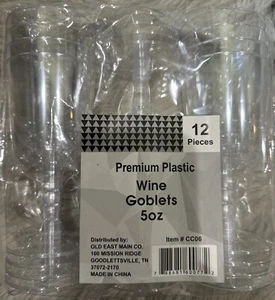 12
Pieces
Premium Plastic
Wine
Goblets
5oz
Distributed by:
OLD EAST MAIN CO.
100 MISSION RIDGE
GOODLETTSVILLE, TN
37072-2170
MADE IN CHINA
Item # CC06